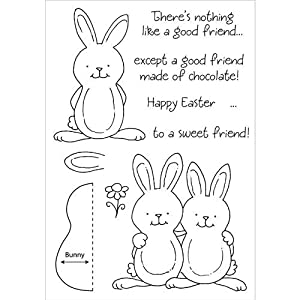 There's nothing
like a good friend...
except a good friend
made of chocolate!
Happy Easter ...
to a sweet friend!
Bunny